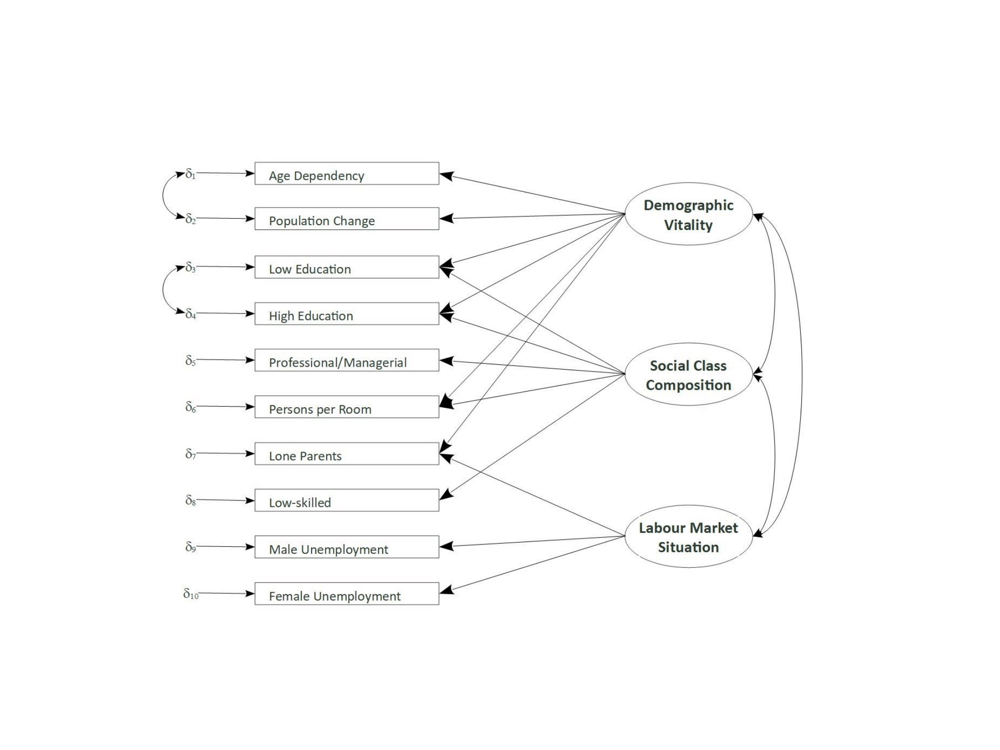 δ1
Age Dependency
δ2
Population Change
δ3
Low Education
δ4
High Education
δ5
Professional/Managerial
δ6
Persons per Room
δ7
Lone Parents
δ8
Low-skilled
δ9
Male Unemployment
δ10
Female Unemployment
Demographic
Vitality
Social Class
Composition
Labour Market
Situation